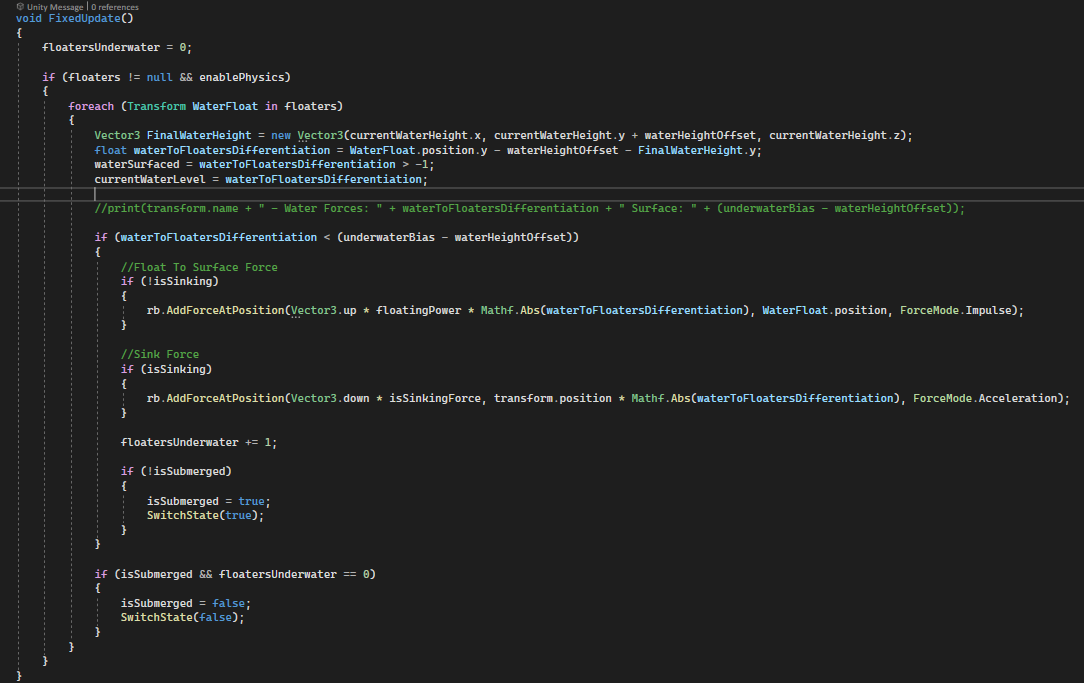 Unity Message | 0 references
void FixedUpdate()
{
floatersUnderwater = 0;
if (floaters != null && enablePhysics)
{
foreach (Transform WaterFloat in floaters)
{
Vector3 FinalWaterHeight = new Vector3(currentWaterHeight.x, currentWaterHeight.y + waterHeightOffset, currentWaterHeight.z);
float waterToFloatersDifferentiation = WaterFloat.position.y - waterHeightOffset - FinalWaterHeight.y;
waterSurfaced = waterToFloatersDifferentiation > -1;
currentWaterLevel = waterToFloatersDifferentiation;
//print(transform.name + " - Water Forces: " + waterToFloatersDifferentiation + " Surface: " + (underwaterBias - waterHeightOffset));
if (waterToFloatersDifferentiation < (underwaterBias - waterHeightOffset))
{
//Float To Surface Force
if (!isSinking)
{
rb.AddForceAtPosition(Vector3.up * floatingPower * Mathf.Abs(waterToFloatersDifferentiation), WaterFloat.position, ForceMode.Impulse);
}
//Sink Force
if (isSinking)
{
rb.AddForceAtPosition(Vector3.down * isSinkingForce, transform.position * Mathf.Abs(waterToFloatersDifferentiation), ForceMode.Acceleration);
}
floatersUnderwater += 1;
if (!isSubmerged)
{
isSubmerged = true;
SwitchState(true);
}
}
if (isSubmerged && floatersUnderwater == 0)
{
isSubmerged = false;
SwitchState(false);
}
}
}
}